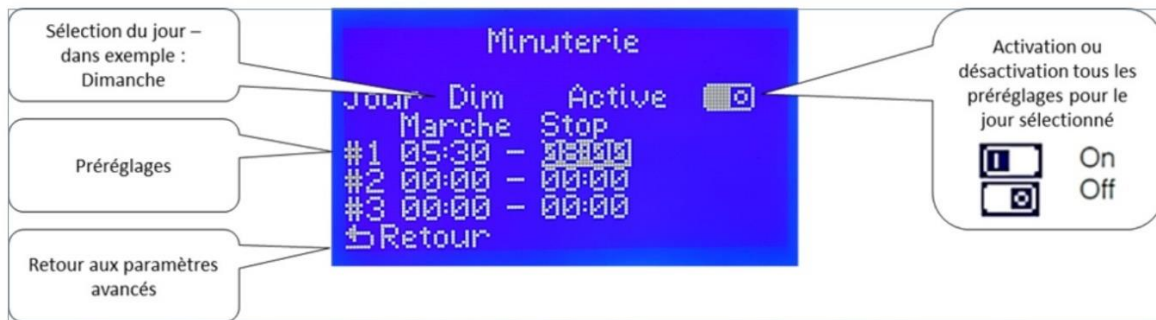 Sélection du jour –
dans exemple :
Dimanche
Préréglages
Retour aux paramètres
avancés
Minuterie
Jour Dim Active
Marche Stop
#1 05:30 - 08:00
#2 00:00 - 00:00
#3 00:00 - 00:00
Retour
Activation ou
désactivation tous les
préréglages pour le
jour sélectionné
On
Off